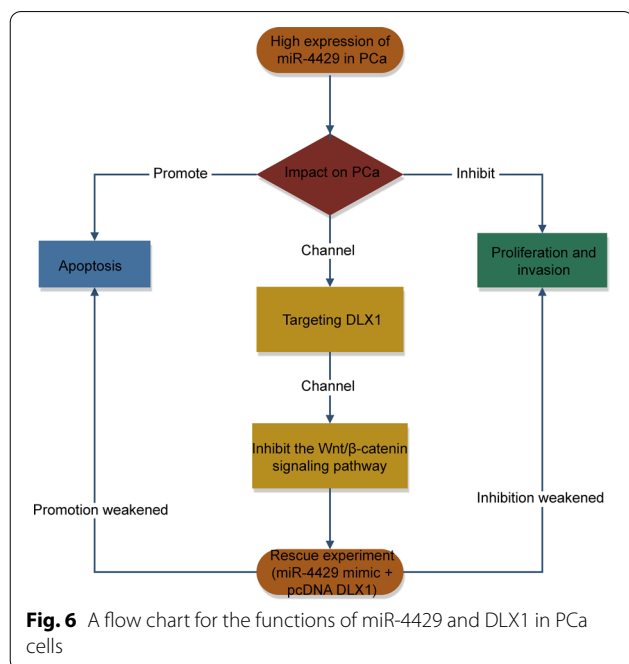 High expression of
miR-4429 in PCa
Impact on PCa
Promote
Inhibit
Apoptosis
Channel
Proliferation and
invasion
Targeting DLX1
Channel
Inhibit the Wnt/β-catenin
signaling pathway
Promotion weakened
Inhibition weakened
Rescue experiment
(miR-4429 mimic +
pcDNA DLX1)
Fig. 6 A flow chart for the functions of miR-4429 and DLX1 in PCa
cells